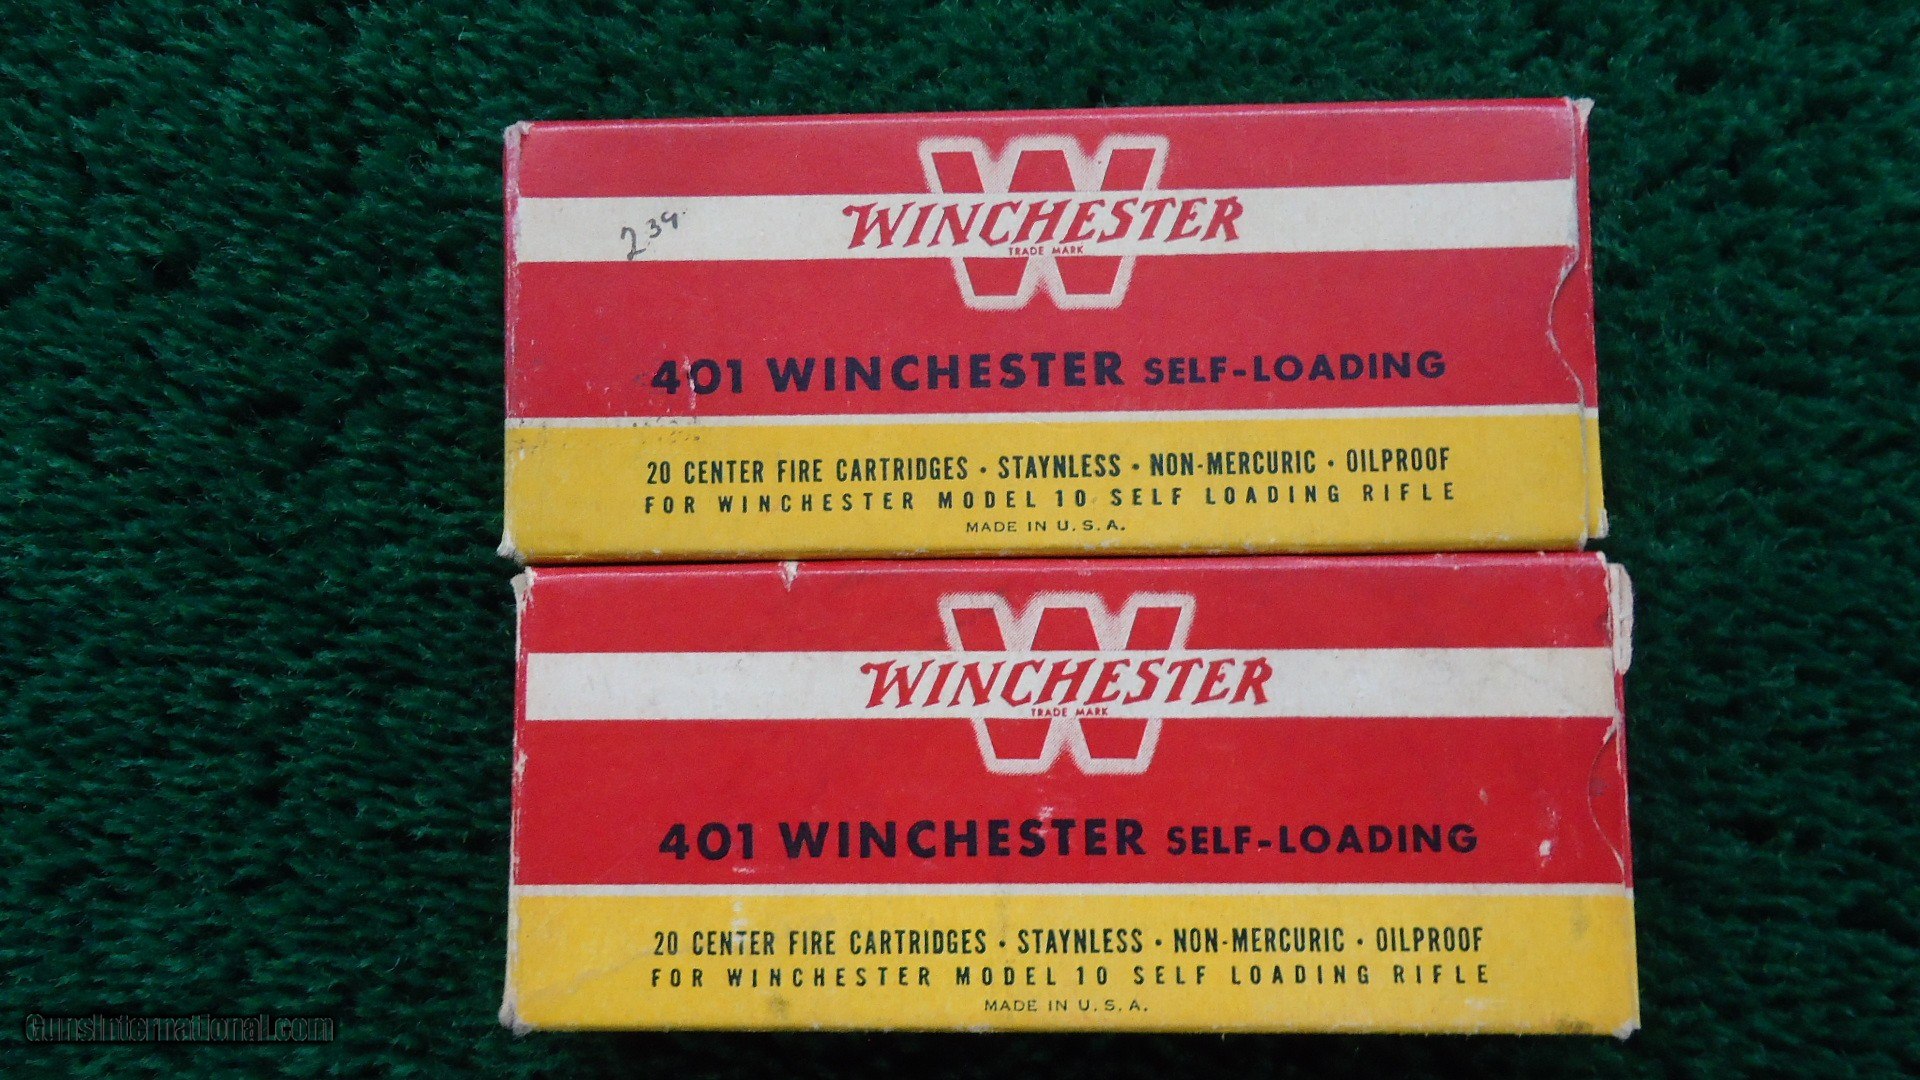 WINCHESTER
TRADE MARK
239.
401 WINCHESTER SELF-LOADING
20 CENTER FIRE CARTRIDGES · STAYNLESS · NON-MERCURIC · OILPROOF
FOR WINCHESTER MODEL 10 SELF LOADING RIFLE
MADE IN U.S.A.
WINCHESTER
TRADE MARK
401 WINCHESTER SELF-LOADING
20 CENTER FIRE CARTRIDGES · STAYNLESS · NON-MERCURIC · OILPROOF
FOR WINCHESTER MODEL 10 SELF LOADING RIFLE
MADE IN U.S.A.
GunsInternational.com